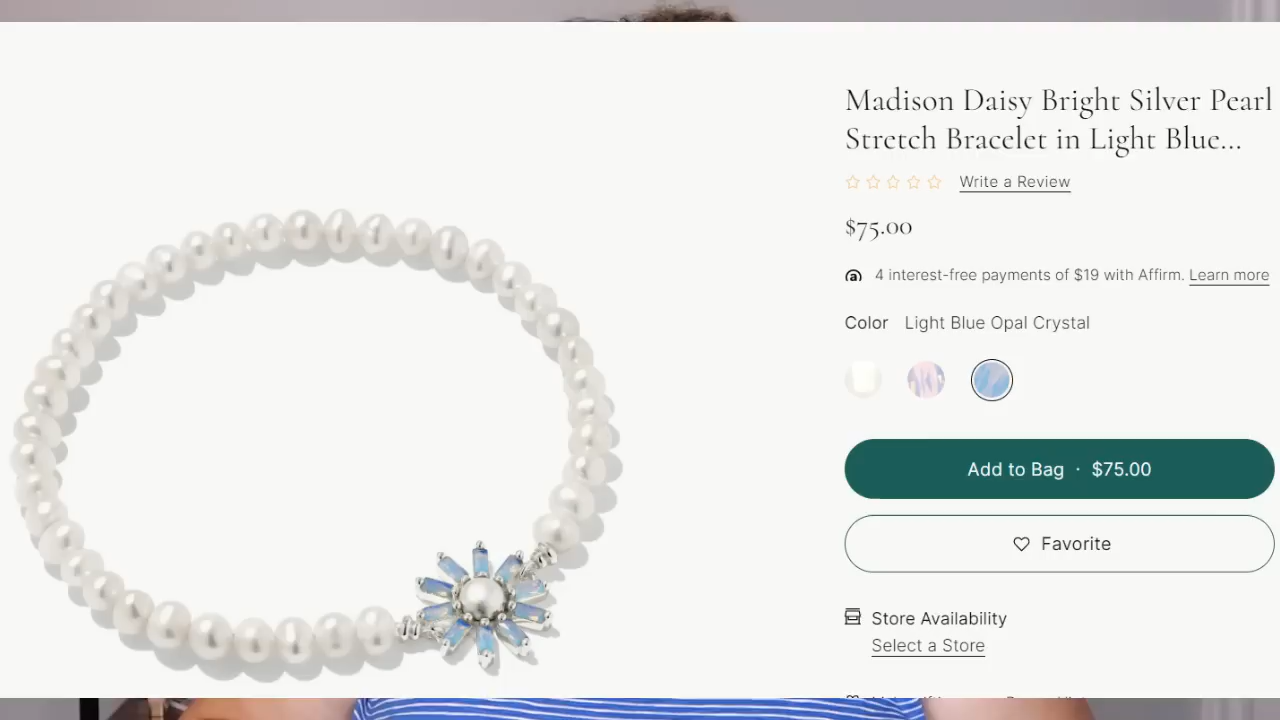 Madison Daisy Bright Silver Pearl
Stretch Bracelet in Light Blue...
Write a Review
$75.00
4 interest-free payments of $19 with Affirm. Learn more
Color Light Blue Opal Crystal
Add to Bag · $75.00
Favorite
Store Availability
Select a Store